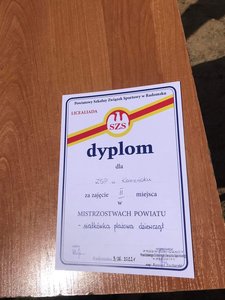 Powiatowy Szkolny Związek Sportowy w Radomsku
LICEALIADA
SZS
dyplom
dla
ZSP w Kamieńsku
za zajęcie II miejsca
w
MISTRZOSTWACH POWIATU
- siatkówka plażowa dziewcząt
Radomsko